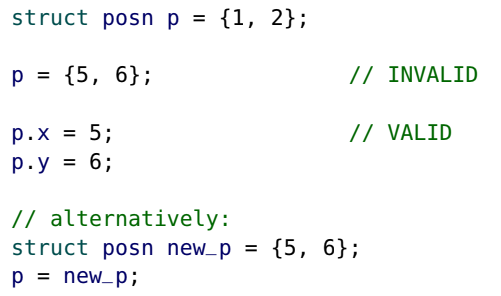 struct posn p = {1, 2};
p = {5, 6}; // INVALID
p.x = 5; // VALID
p.y = 6;
// alternatively:
struct posn new_p = {5, 6};
p = new_p;